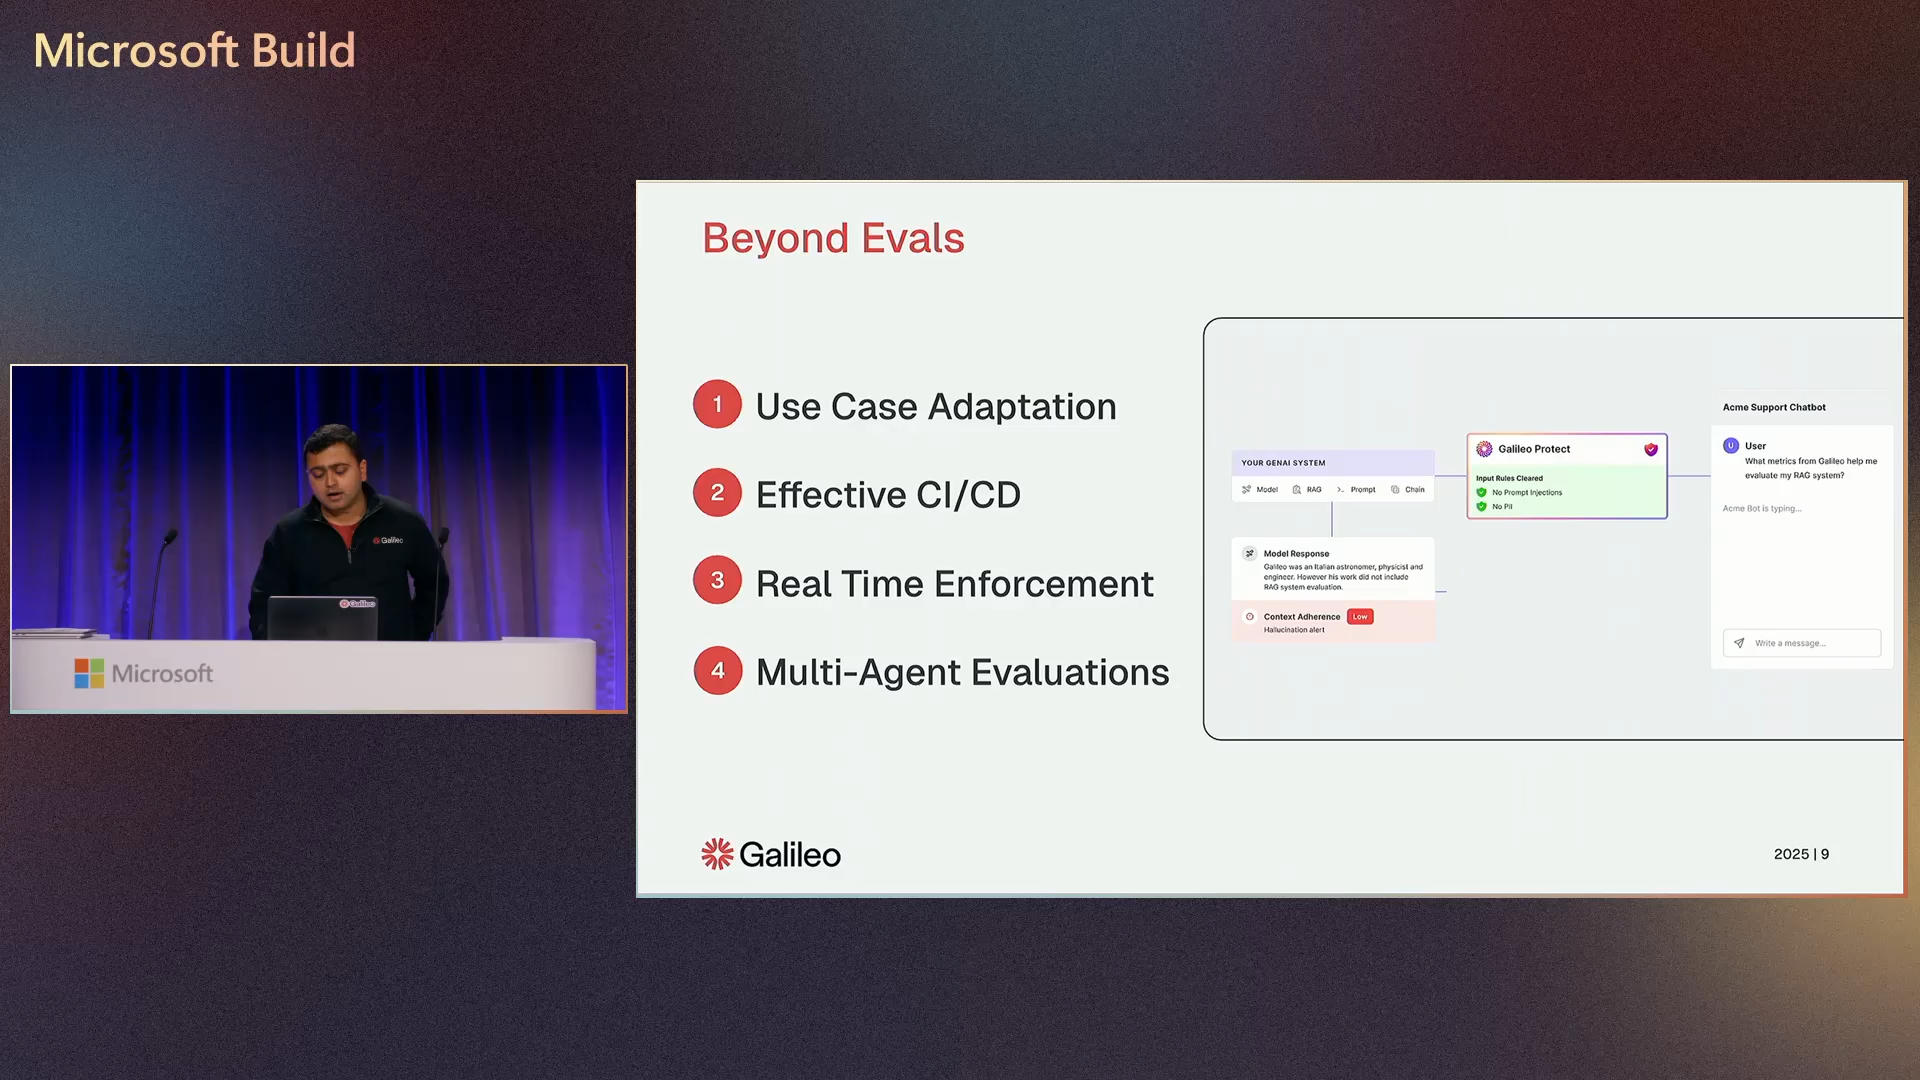 Microsoft Build
Galileo
Galileo
Microsoft
Beyond Evals
1 Use Case Adaptation
2 Effective CI/CD
3 Real Time Enforcement
4 Multi-Agent Evaluations
YOUR GENAI SYSTEM
Model RAG Prompt Chain
Model Response
Galileo was an Italian astronomer, physicist and
engineer. However his work did not include
RAG system evaluation.
Context Adherence Low
Hallucination alert
Galileo Protect
Input Rules Cleared
No Prompt Injections
No PII
Acme Support Chatbot
U User
What metrics from Galileo help me
evaluate my RAG system?
Acme Bot is typing...
Write a message...
Galileo
2025 | 9